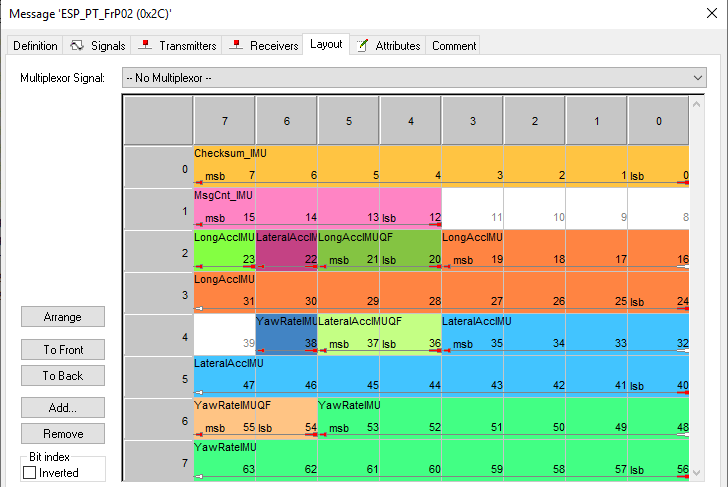 Message 'ESP_PT_FrP02 (0x2C)'
Definition Signals Transmitters Receivers Layout Attributes Comment
Multiplexor Signal: -- No Multiplexor --
7 6 5 4 3 2 1 0
Checksum_IMU
0 msb 7 6 5 4 3 2 1 lsb 0
MsgCnt_IMU
1 msb 15 14 13 lsb 12 11 10 9 8
LongAcclMU LateralAcclMU LongAcclMUQF LongAcclMU
2 23 22 msb 21 lsb 20 msb 19 18 17 16
LongAcclMU
3 31 30 29 28 27 26 25 lsb 24
YawRateIMU LateralAcclMUQF LateralAcclMU
4 39 38 msb 37 lsb 36 msb 35 34 33 32
LateralAcclMU
5 47 46 45 44 43 42 41 lsb 40
YawRateIMUQF YawRateIMU
6 msb 55 lsb 54 msb 53 52 51 50 49 48
YawRateIMU
7 63 62 61 60 59 58 57 lsb 56
Arrange
To Front
To Back
Add...
Remove
Bit index
Inverted